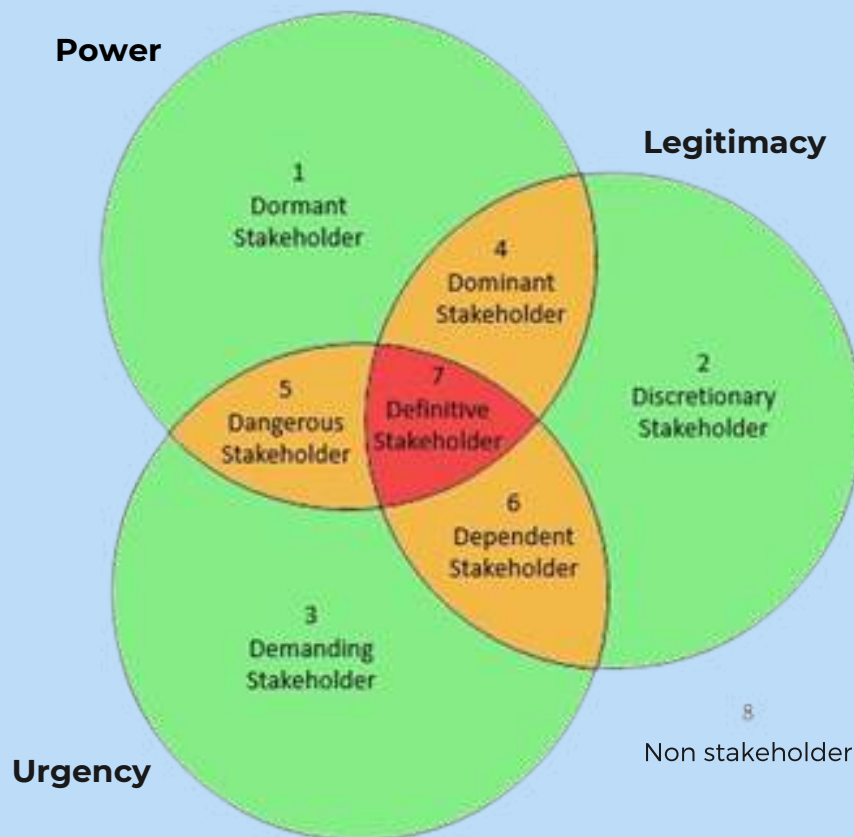 Power
Legitimacy
1
Dormant
Stakeholder
4
Dominant
Stakeholder
2
Discretionary
Stakeholder
5
Dangerous
Stakeholder
7
Definitive
Stakeholder
6
Dependent
Stakeholder
3
Demanding
Stakeholder
8
Non stakeholder
Urgency